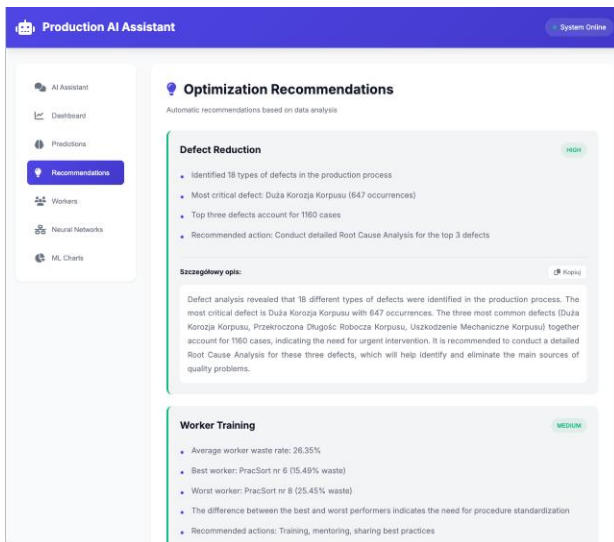 Production AI Assistant
System Online
AI Assistant
Dashboard
Predictions
Recommendations
Workers
Neural Networks
ML Charts
Optimization Recommendations
Automatic recommendations based on data analysis
Defect Reduction
HIGH
Identified 18 types of defects in the production process
Most critical defect: Duża Korozja Korpusu (647 occurrences)
Top three defects account for 1160 cases
Recommended action: Conduct detailed Root Cause Analysis for the top 3 defects
Szczegółowy opis:
Kopiuj
Defect analysis revealed that 18 different types of defects were identified in the production process. The
most critical defect is Duża Korozja Korpusu with 647 occurrences. The three most common defects (Duża
Korozja Korpusu, Przekroczona Długośc Robocza Korpusu, Uszkodzenie Mechaniczne Korpusu) together
account for 1160 cases, indicating the need for urgent intervention. It is recommended to conduct a detailed
Root Cause Analysis for these three defects, which will help identify and eliminate the main sources of
quality problems.
Worker Training
MEDIUM
Average worker waste rate: 26.35%
Best worker: PracSort nr 6 (15.49% waste)
Worst worker: PracSort nr 8 (25.45% waste)
The difference between the best and worst performers indicates the need for procedure standardization
Recommended actions: Training, mentoring, sharing best practices